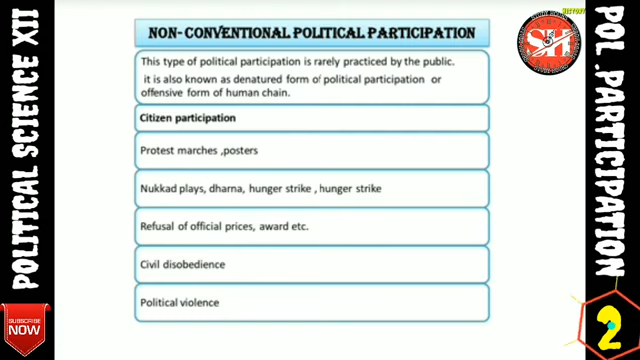 HISTORY
NON- CONVENTIONAL POLITICAL PARTICIPATION
This type of political participation is rarely practiced by the public.
it is also known as denatured form of political participation or
offensive form of human chain.
Citizen participation
Protest marches ,posters
Nukkad plays, dharna, hunger strike , hunger strike
Refusal of official prices, award etc.
Civil disobedience
Political violence
POLITICAL SCIENCE XII
SUBSCRIBE
NOW
SH
POL .PARTICIPATION
2